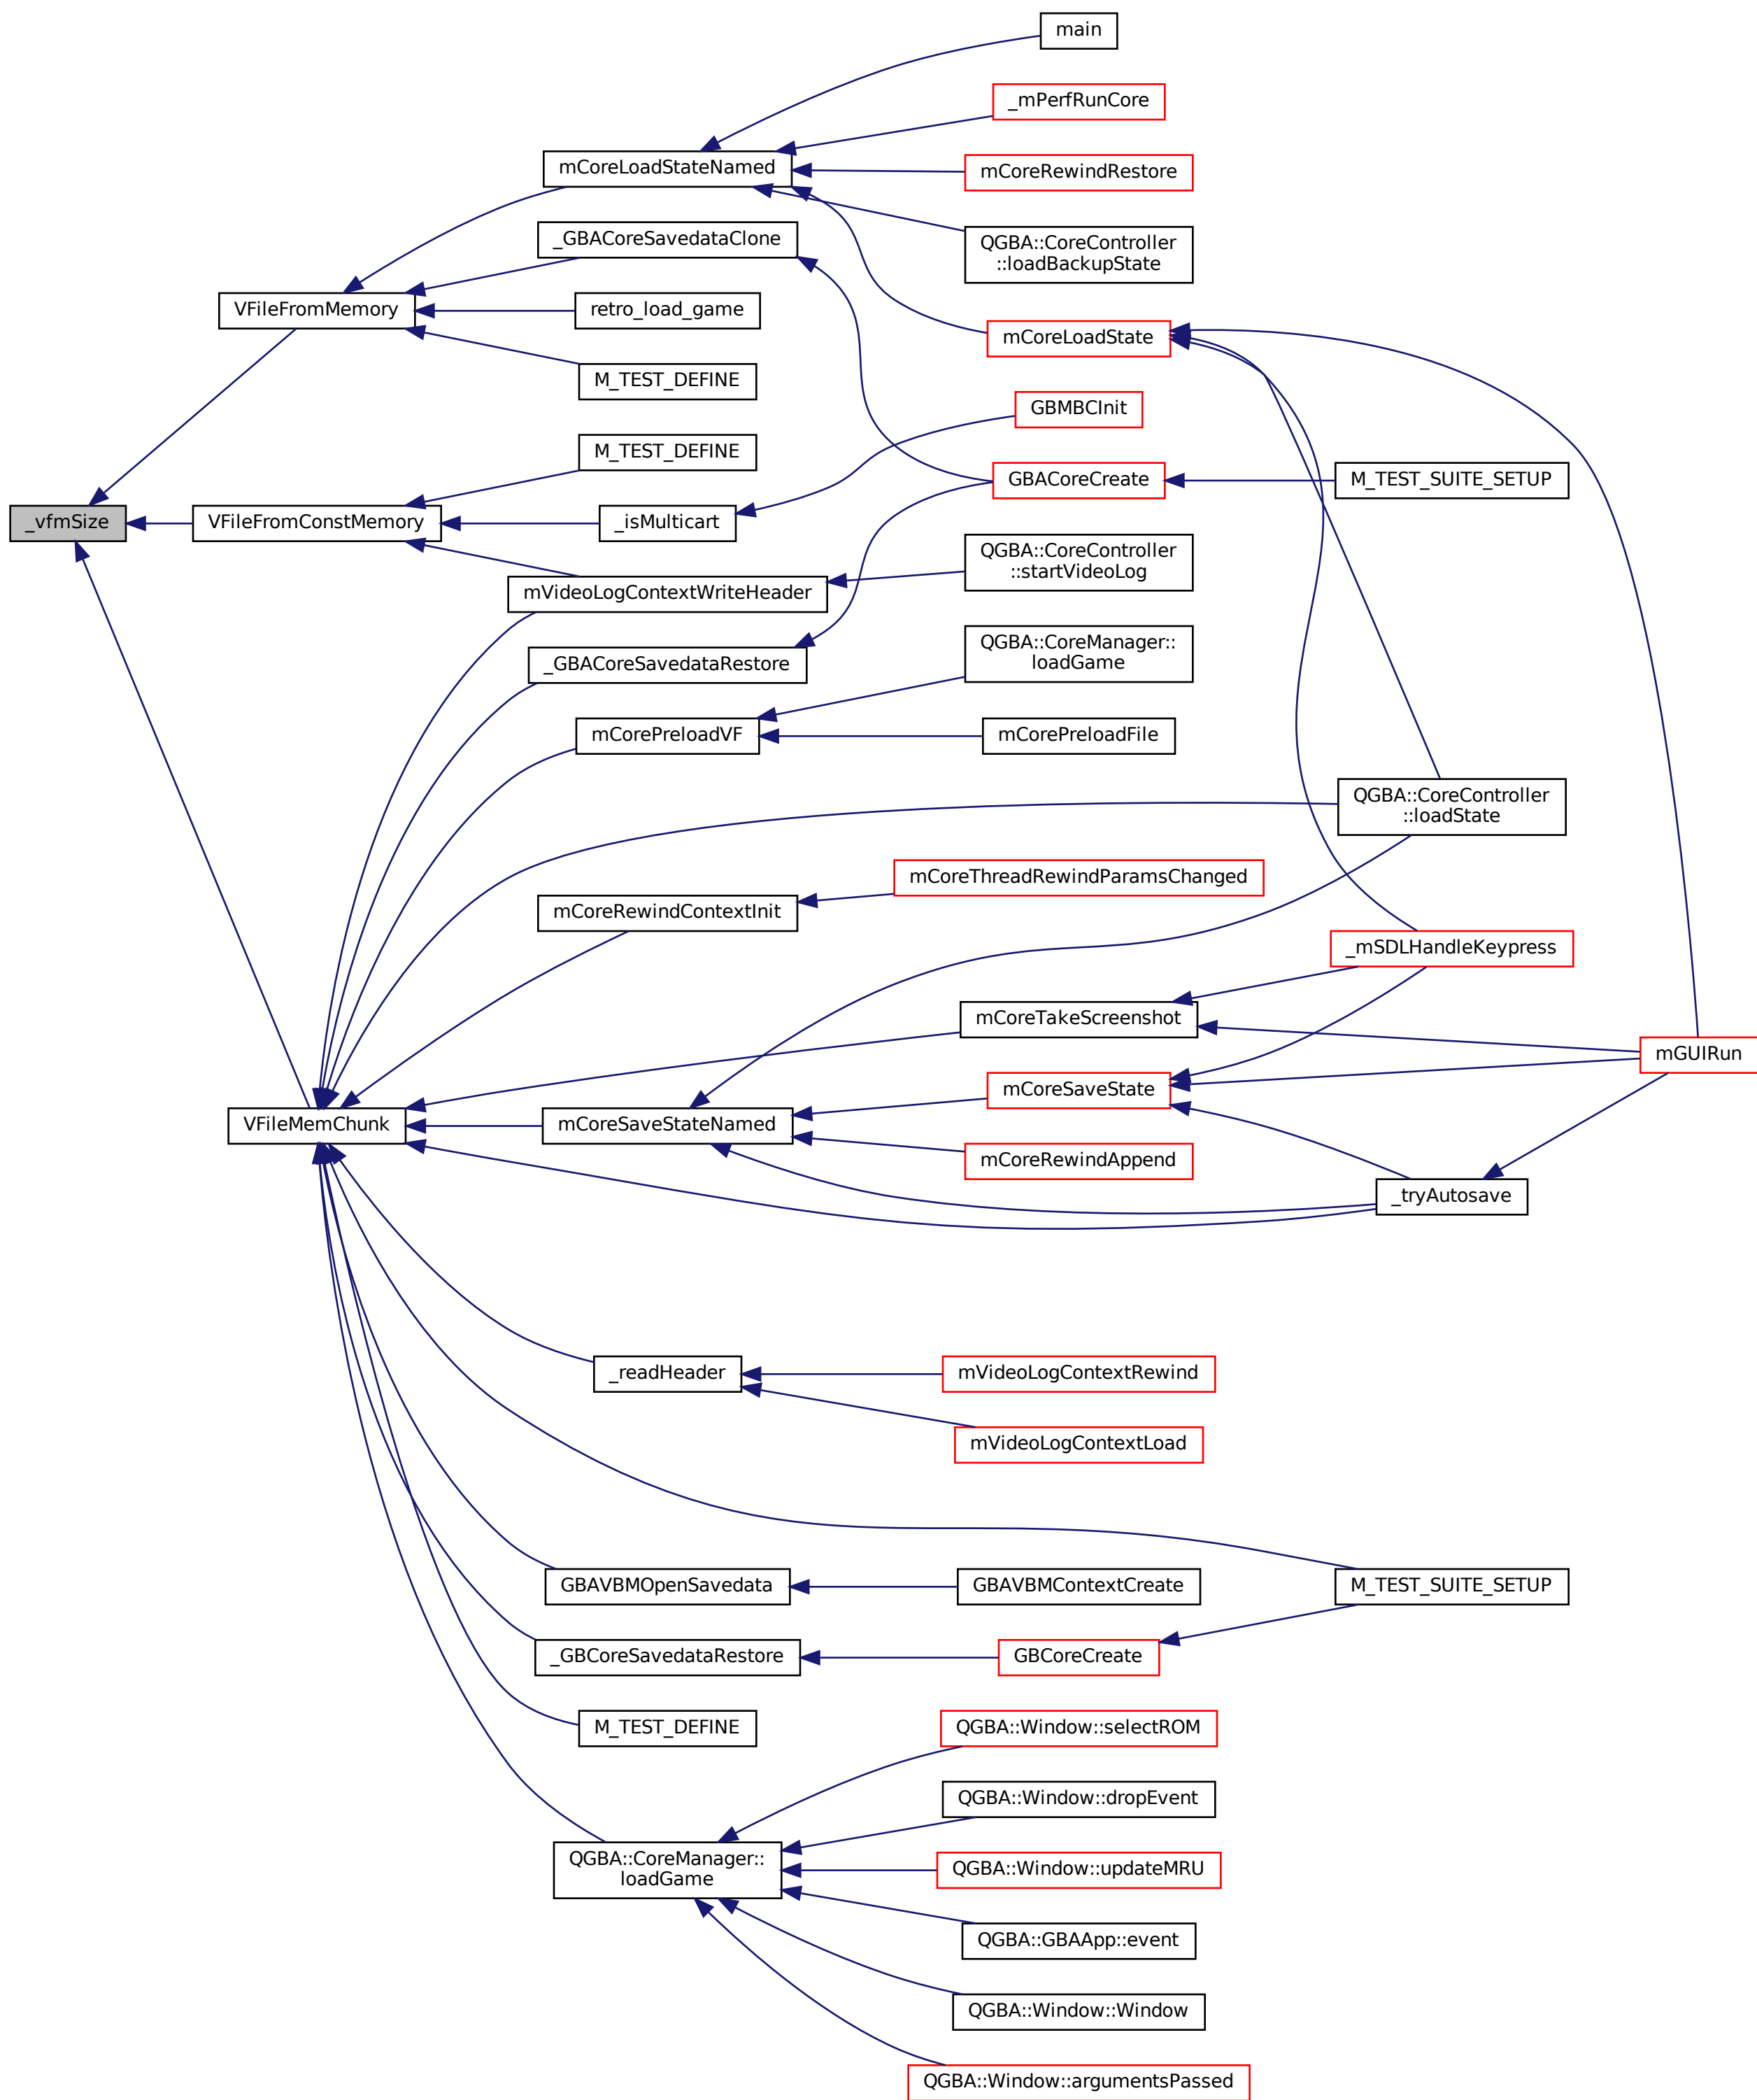 main
_mPerfRunCore
mCoreLoadStateNamed
mCoreRewindRestore
_GBACoreSavedataClone
QGBA::CoreController
::loadBackupState
VFileFromMemory
retro_load_game
mCoreLoadState
M_TEST_DEFINE
GBMBCInit
M_TEST_DEFINE
GBACoreCreate
M_TEST_SUITE_SETUP
_vfmSize
VFileFromConstMemory
_isMulticart
QGBA::CoreController
::startVideoLog
mVideoLogContextWriteHeader
_GBACoreSavedataRestore
QGBA::CoreManager::
loadGame
mCorePreloadVF
mCorePreloadFile
QGBA::CoreController
::loadState
mCoreThreadRewindParamsChanged
mCoreRewindContextInit
_mSDLHandleKeypress
mCoreTakeScreenshot
mGUIRun
mCoreSaveState
VFileMemChunk
mCoreSaveStateNamed
mCoreRewindAppend
_tryAutosave
_readHeader
mVideoLogContextRewind
mVideoLogContextLoad
GBAVBMOpenSavedata
GBAVBMContextCreate
M_TEST_SUITE_SETUP
_GBCoreSavedataRestore
GBCoreCreate
M_TEST_DEFINE
QGBA::Window::selectROM
QGBA::Window::dropEvent
QGBA::CoreManager::
loadGame
QGBA::Window::updateMRU
QGBA::GBAApp::event
QGBA::Window::Window
QGBA::Window::argumentsPassed